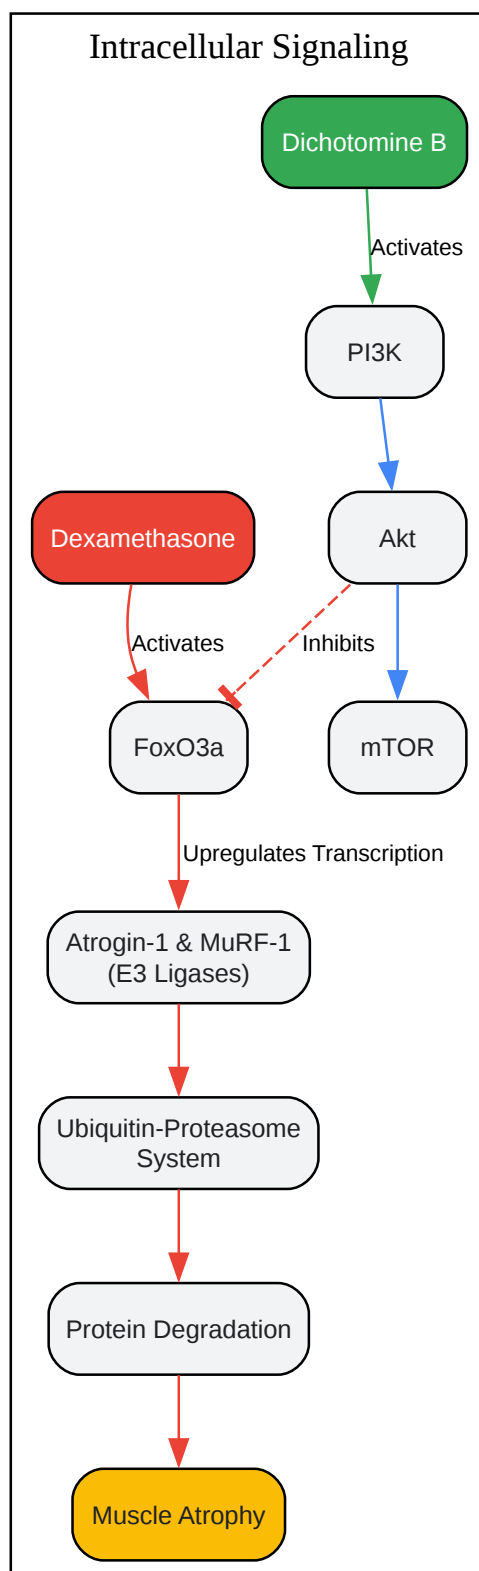 Intracellular Signaling
Dichotomine B
Activates
PI3K
Dexamethasone
Akt
Activates
Inhibits
FoxO3a
mTOR
Upregulates Transcription
Atrogin-1 & MuRF-1
(E3 Ligases)
Ubiquitin-Proteasome
System
Protein Degradation
Muscle Atrophy